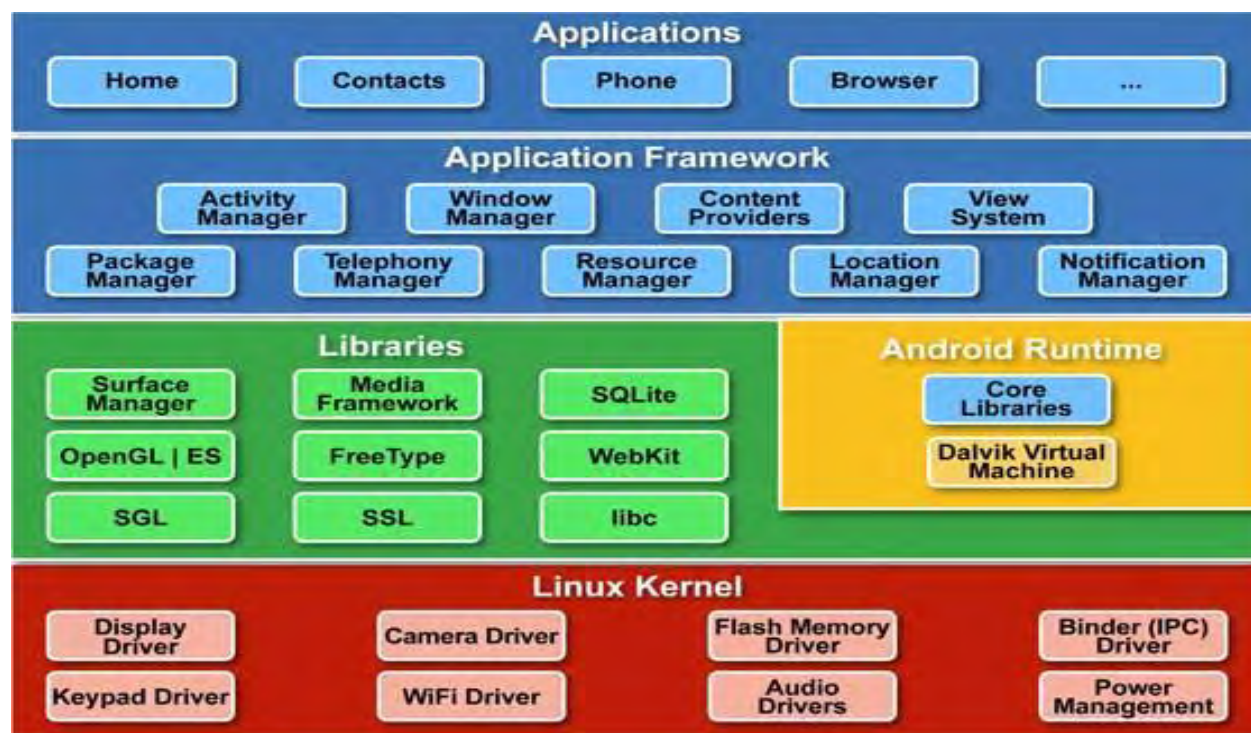 Applications
Home
Contacts
Phone
Browser
...
Application Framework
Activity
Manager
Window
Manager
Content
Providers
View
System
Package
Manager
Telephony
Manager
Resource
Manager
Location
Manager
Notification
Manager
Libraries
Surface
Manager
Media
Framework
SQLite
OpenGL | ES
FreeType
WebKit
SGL
SSL
libc
Android Runtime
Core
Libraries
Dalvik Virtual
Machine
Linux Kernel
Display
Driver
Camera Driver
Flash Memory
Driver
Binder (IPC)
Driver
Keypad Driver
WiFi Driver
Audio
Drivers
Power
Management